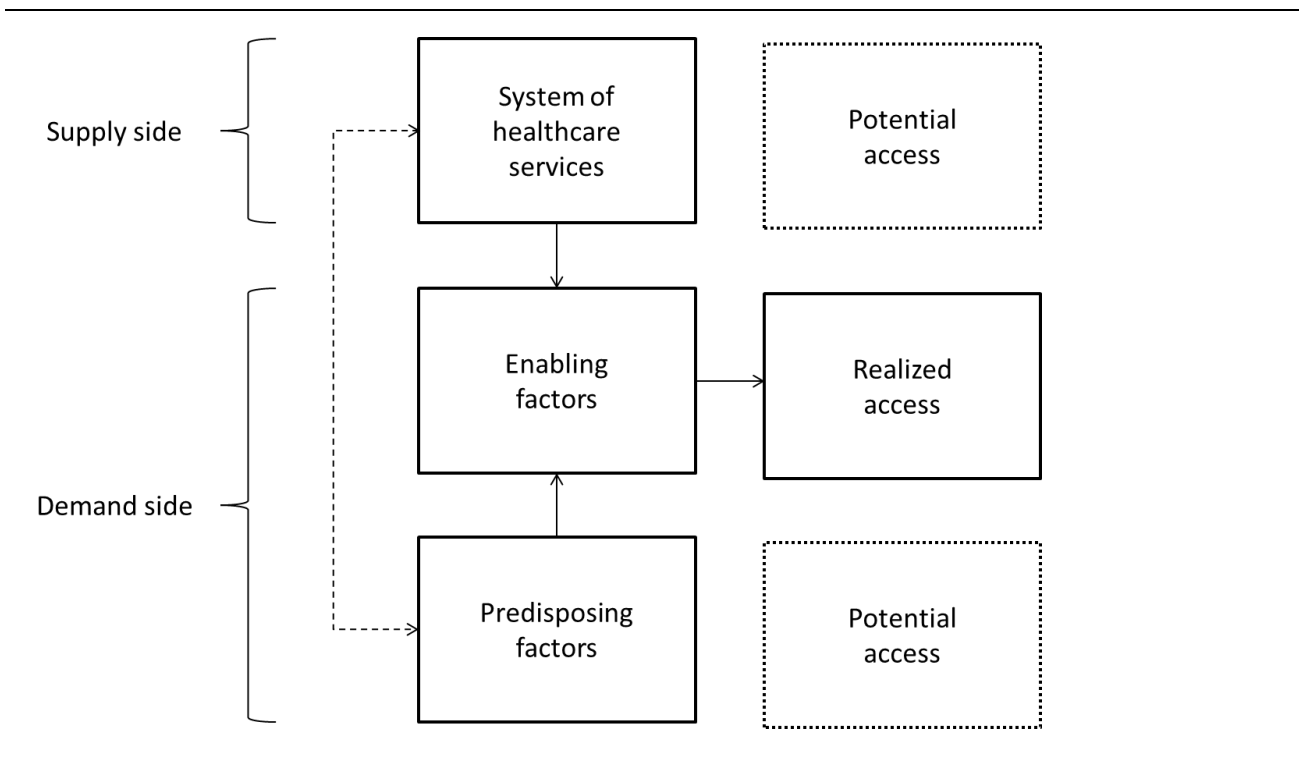 Supply side
System of
healthcare
services
Potential
access
Demand side
Enabling
factors
Realized
access
Predisposing
factors
Potential
access